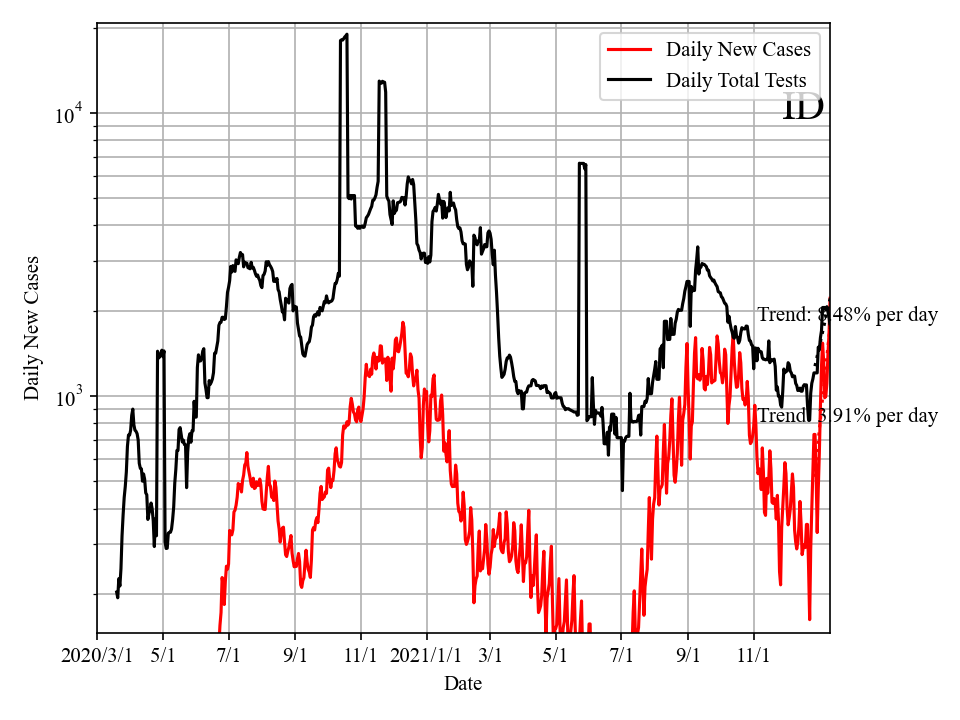 Daily New Cases
Daily Total Tests
ID
10^4
10^3
Daily New Cases
Trend: 8.48% per day
Trend: 3.91% per day
2020/3/1 5/1 7/1 9/1 11/1 2021/1/1 3/1 5/1 7/1 9/1 11/1
Date